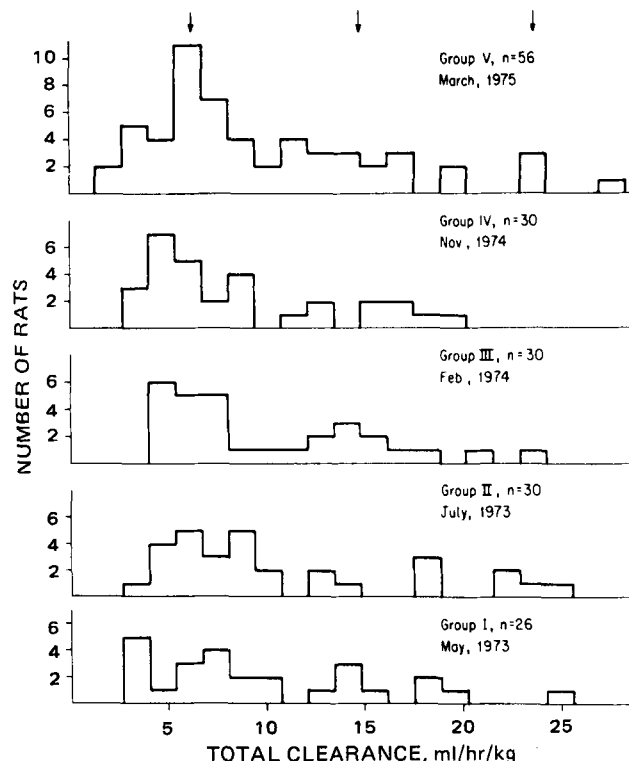 Group V, n=56
March, 1975
10
8
6
4
2
Group IV, n=30
Nov, 1974
6
4
2
Group III, n=30
Feb, 1974
6
4
2
Group II, n=30
July, 1973
6
4
2
Group I, n=26
May, 1973
6
4
2
NUMBER OF RATS
5 10 15 20 25
TOTAL CLEARANCE, ml/hr/kg